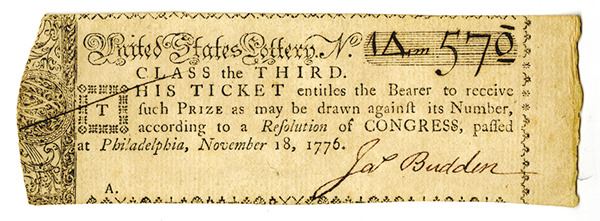 United States Lottery. No. 14m 570
CLASS the THIRD.
THIS TICKET entitles the Bearer to receive
such PRIZE as may be drawn againſt its Number,
according to a Reſolution of CONGRESS, paſſed
at Philadelphia, November 18, 1776.
Jas. Budden
A.